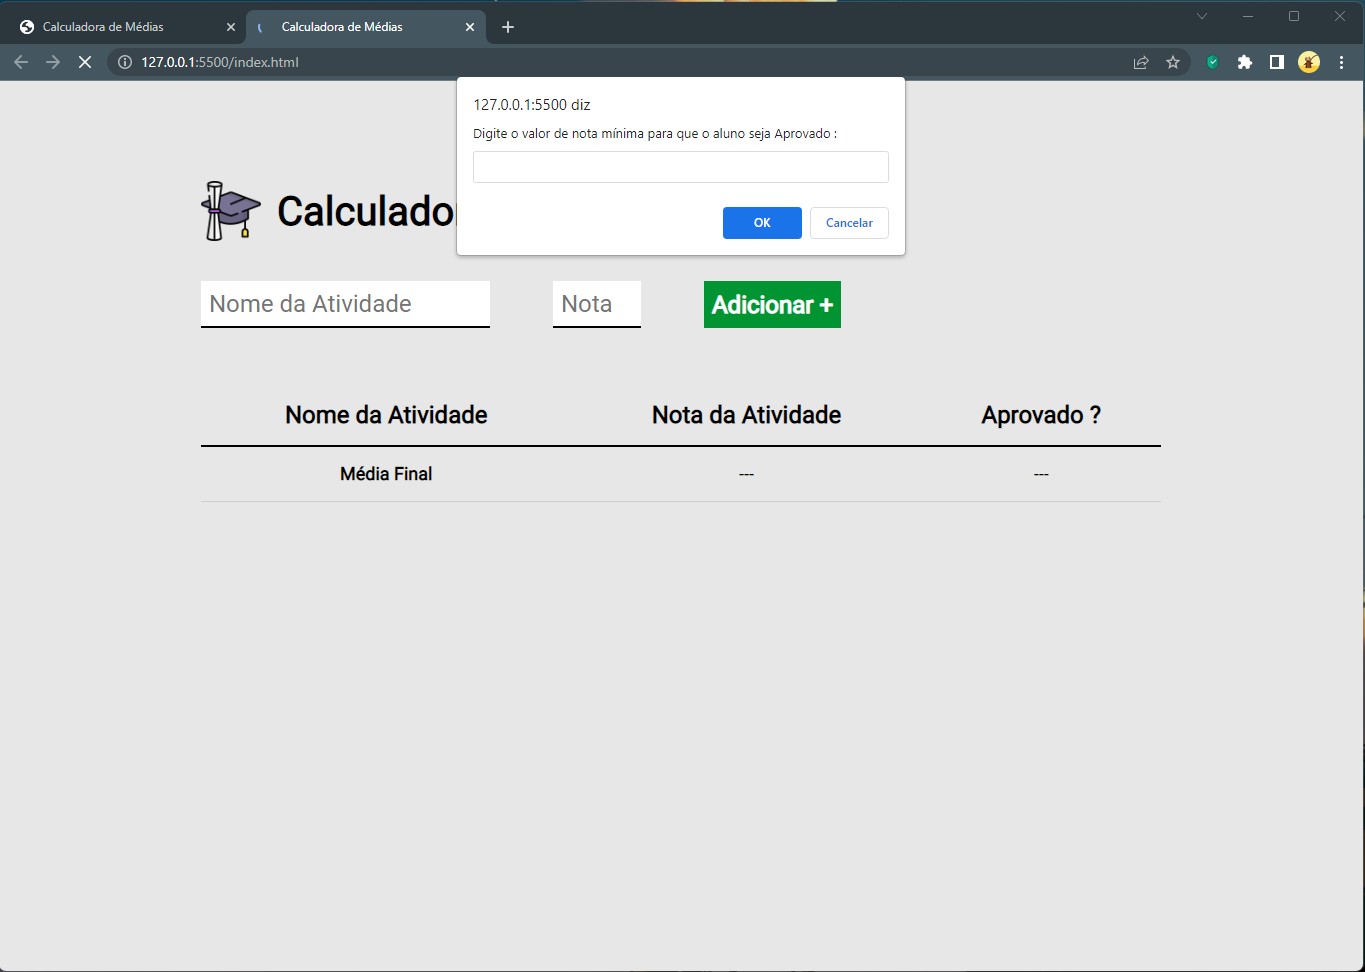 Calculadora de Médias
Calculadora de Médias
127.0.0.1:5500/index.html
127.0.0.1:5500 diz
Digite o valor de nota mínima para que o aluno seja Aprovado :
OK
Cancelar
Calculado
Nome da Atividade
Nota
Adicionar +
Nome da Atividade
Nota da Atividade
Aprovado ?
Média Final
---
---